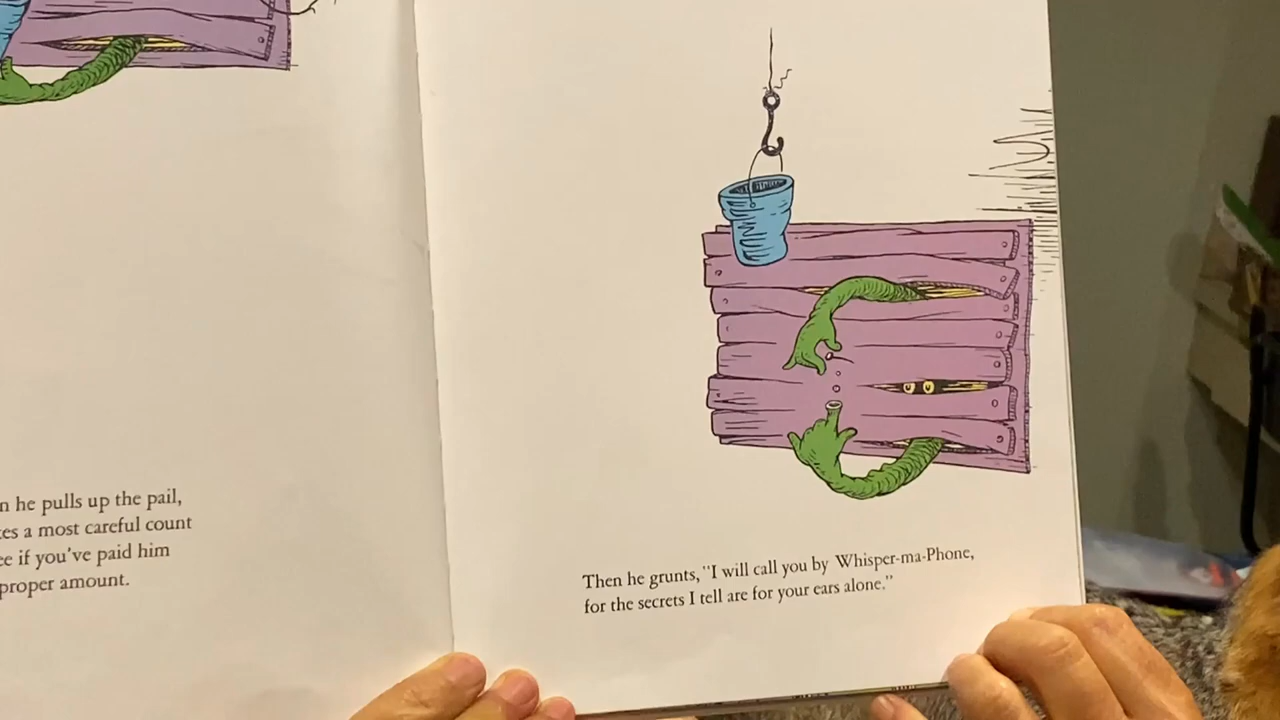 he pulls up the pail,
a most careful count
if you've paid him
proper amount.
Then he grunts, "I will call you by Whisper-ma-Phone,
for the secrets I tell are for your ears alone."